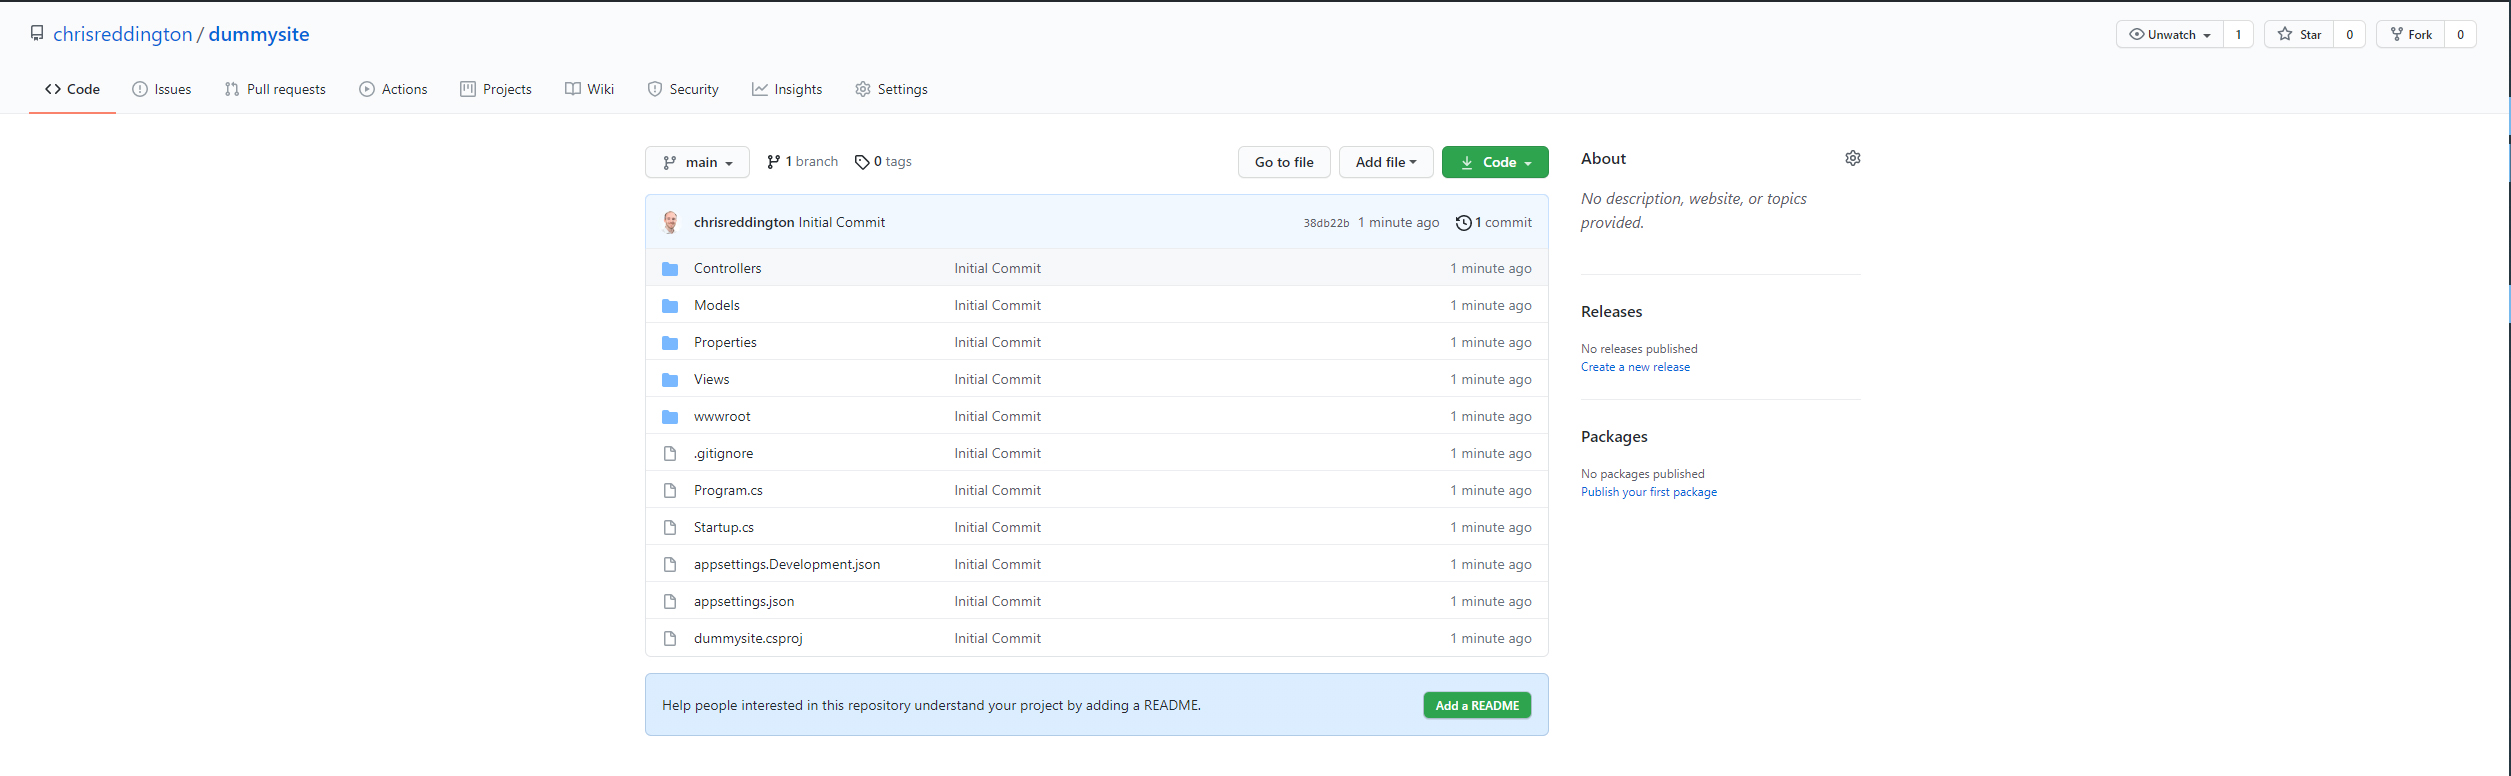 chrisreddington / dummysite
Unwatch 1 Star 0 Fork 0
Code Issues Pull requests Actions Projects Wiki Security Insights Settings
main 1 branch 0 tags Go to file Add file Code
chrisreddington Initial Commit 38db22b 1 minute ago 1 commit
Controllers Initial Commit 1 minute ago
Models Initial Commit 1 minute ago
Properties Initial Commit 1 minute ago
Views Initial Commit 1 minute ago
wwwroot Initial Commit 1 minute ago
.gitignore Initial Commit 1 minute ago
Program.cs Initial Commit 1 minute ago
Startup.cs Initial Commit 1 minute ago
appsettings.Development.json Initial Commit 1 minute ago
appsettings.json Initial Commit 1 minute ago
dummysite.csproj Initial Commit 1 minute ago
Help people interested in this repository understand your project by adding a README. Add a README
About
No description, website, or topics
provided.
Releases
No releases published
Create a new release
Packages
No packages published
Publish your first package